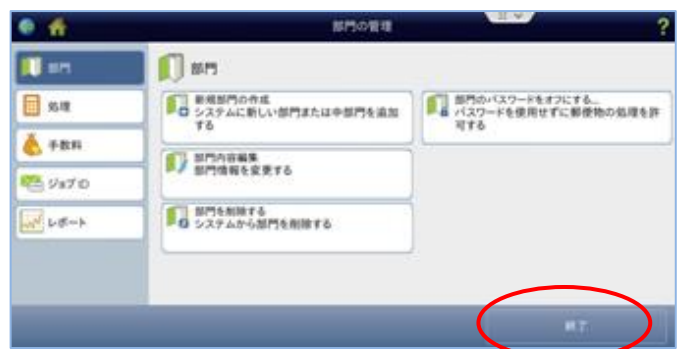 部門の管理
?
部門
処理
手数料
ジョブID
レポート
部門
新規部門の作成
システムに新しい部門または中部門を追加
する
部門内容編集
部門情報を変更する
部門を削除する
システムから部門を削除する
部門のパスワードをオフにする...
パスワードを使用せずに郵便物の処理を許
可する
終了